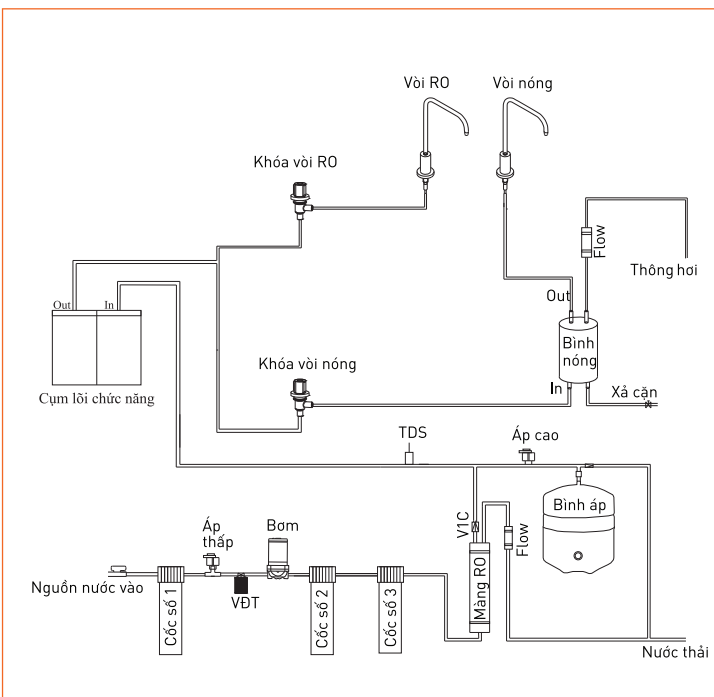 Vòi RO
Vòi nóng
Khóa vòi RO
Flow
Thông hơi
Out
In
Out
Bình
nóng
Cụm lõi chức năng
Khóa vòi nóng
In
Xả cặn
TDS
Áp cao
Bình áp
V1C
Flow
Áp
thấp
Bơm
Màng RO
Nguồn nước vào
Cốc số 1
VĐT
Cốc số 2
Cốc số 3
Nước thải